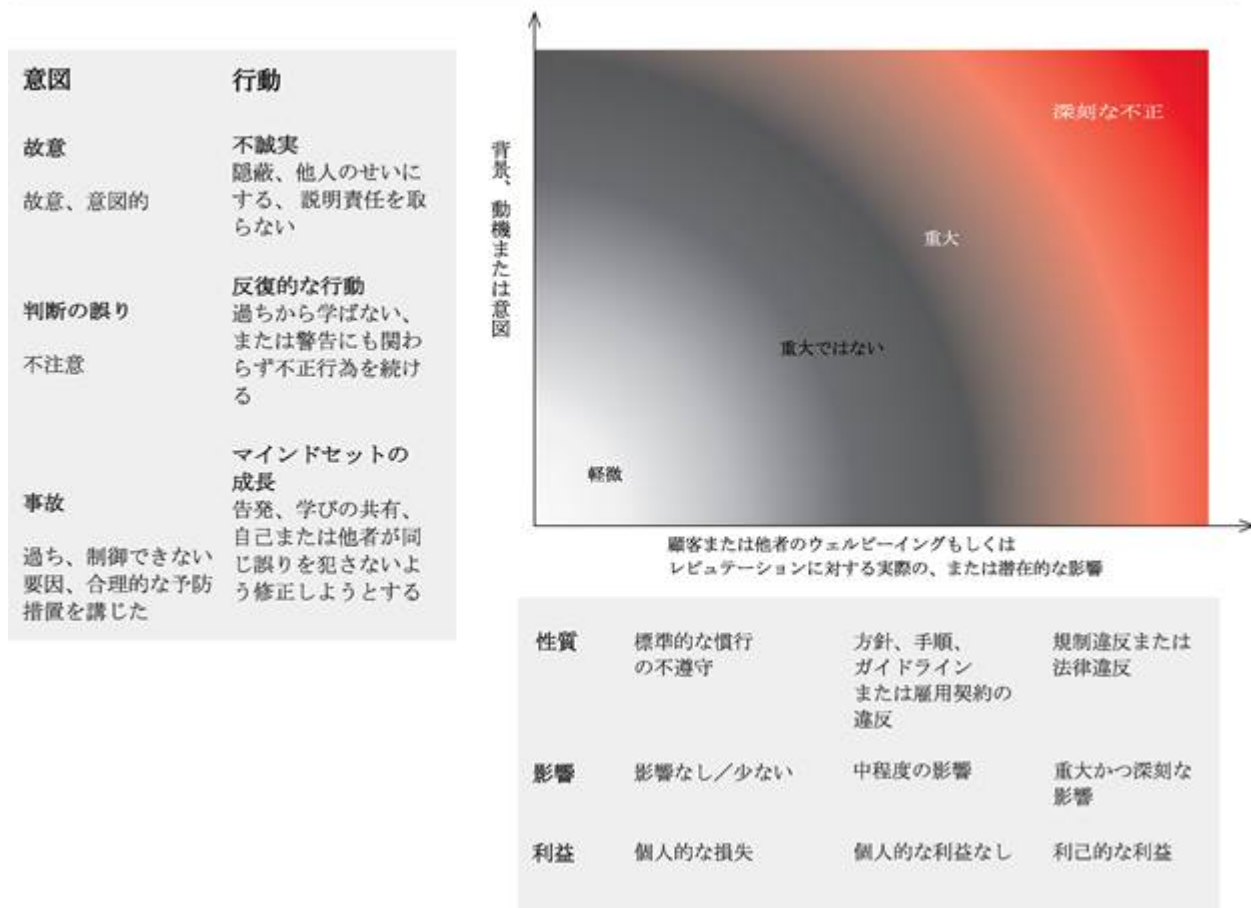 意図
行動
故意
故意、意図的
不誠実
隠蔽、他人のせいに
する、説明責任を取
らない
判断の誤り
不注意
反復的な行動
過ちから学ばない、
または警告にも関わ
らず不正行為を続け
る
事故
過ち、制御できない
要因、合理的な予防
措置を講じた
マインドセットの
成長
告発、学びの共有、
自己または他者が同
じ誤りを犯さないよ
う修正しようとする
背景、動機または意図
深刻な不正
重大
重大ではない
軽微
顧客または他者のウェルビーイングもしくは
レピュテーションに対する実際の、または潜在的な影響
性質
標準的な慣行
の不遵守
方針、手順、
ガイドライン
または雇用契約の
違反
規制違反または
法律違反
影響
影響なし/少ない
中程度の影響
重大かつ深刻な
影響
利益
個人的な損失
個人的な利益なし
利己的な利益